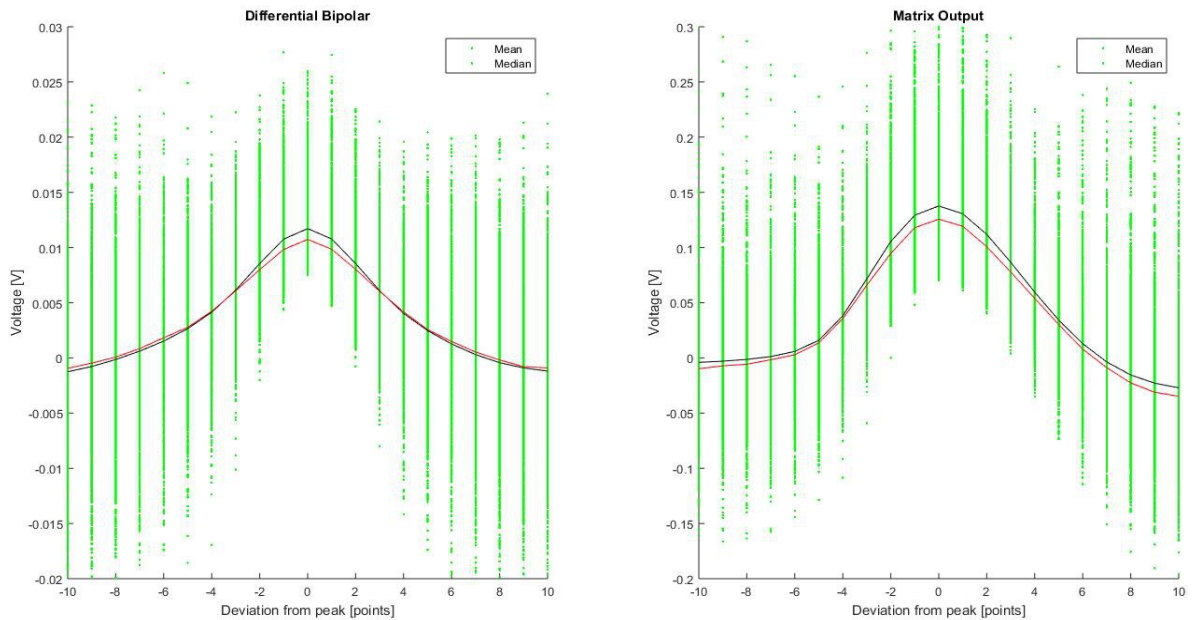 Differential Bipolar
0.03
0.025
0.02
0.015
0.01
0.005
0
-0.005
-0.01
-0.015
-0.02
Voltage [V]
Mean
Median
-10 -8 -6 -4 -2 0 2 4 6 8 10
Deviation from peak [points]
Matrix Output
0.3
0.25
0.2
0.15
0.1
0.05
0
-0.05
-0.1
-0.15
-0.2
Voltage [V]
Mean
Median
-10 -8 -6 -4 -2 0 2 4 6 8 10
Deviation from peak [points]